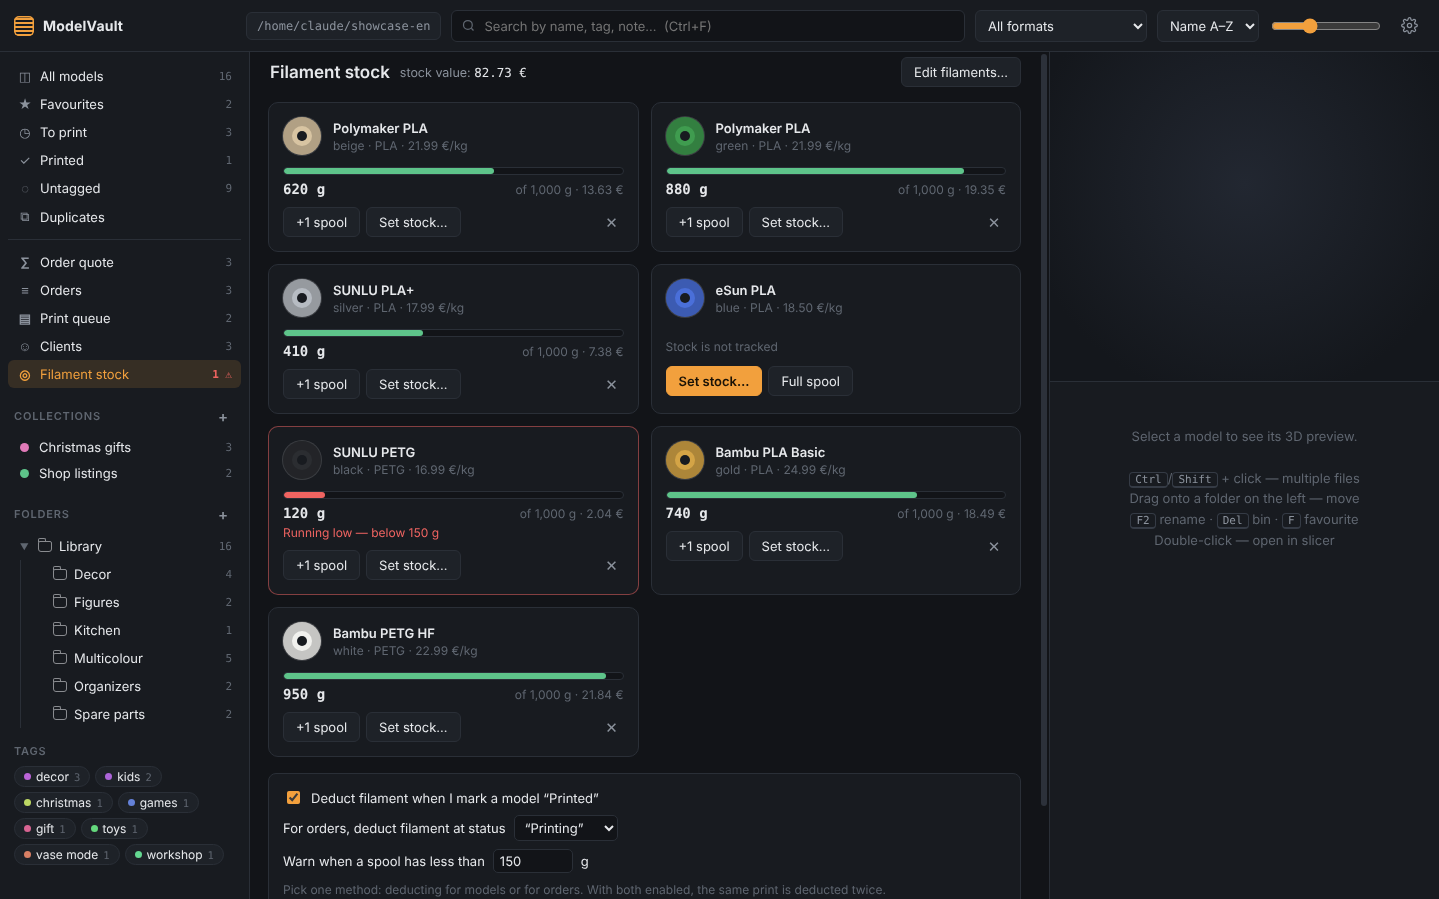 ModelVault
/home/claude/showcase-en
Search by name, tag, note... (Ctrl+F)
All formats
Name A–Z
All models 16
Favourites 2
To print 3
Printed 1
Untagged 9
Duplicates
Order quote 3
Orders 3
Print queue 2
Clients 3
Filament stock 1 ⚠
COLLECTIONS +
Christmas gifts 3
Shop listings 2
FOLDERS +
Library 16
Decor 4
Figures 2
Kitchen 1
Multicolour 5
Organizers 2
Spare parts 2
TAGS
decor 3 kids 2
christmas 1 games 1
gift 1 toys 1
vase mode 1 workshop 1
Filament stock stock value: 82.73 €
Edit filaments...
Polymaker PLA
beige · PLA · 21.99 €/kg
620 g of 1,000 g · 13.63 €
+1 spool Set stock... ✕
Polymaker PLA
green · PLA · 21.99 €/kg
880 g of 1,000 g · 19.35 €
+1 spool Set stock... ✕
SUNLU PLA+
silver · PLA · 17.99 €/kg
410 g of 1,000 g · 7.38 €
+1 spool Set stock... ✕
eSun PLA
blue · PLA · 18.50 €/kg
Stock is not tracked
Set stock... Full spool
SUNLU PETG
black · PETG · 16.99 €/kg
120 g of 1,000 g · 2.04 €
Running low — below 150 g
+1 spool Set stock... ✕
Bambu PLA Basic
gold · PLA · 24.99 €/kg
740 g of 1,000 g · 18.49 €
+1 spool Set stock... ✕
Bambu PETG HF
white · PETG · 22.99 €/kg
950 g of 1,000 g · 21.84 €
+1 spool Set stock... ✕
Deduct filament when I mark a model “Printed”
For orders, deduct filament at status “Printing”
Warn when a spool has less than 150 g
Pick one method: deducting for models or for orders. With both enabled, the same print is deducted twice.
Select a model to see its 3D preview.
Ctrl/Shift + click — multiple files
Drag onto a folder on the left — move
F2 rename · Del bin · F favourite
Double-click — open in slicer